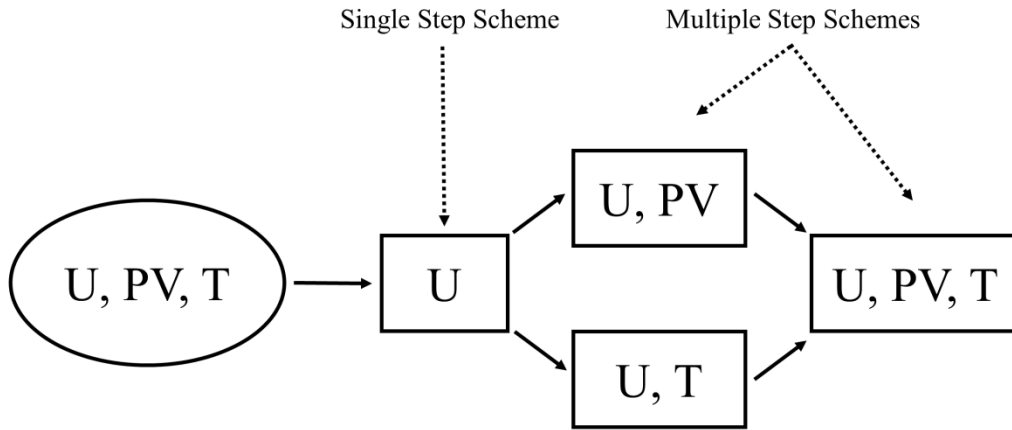 Single Step Scheme
Multiple Step Schemes
U, PV, T
U
U, PV
U, T
U, PV, T